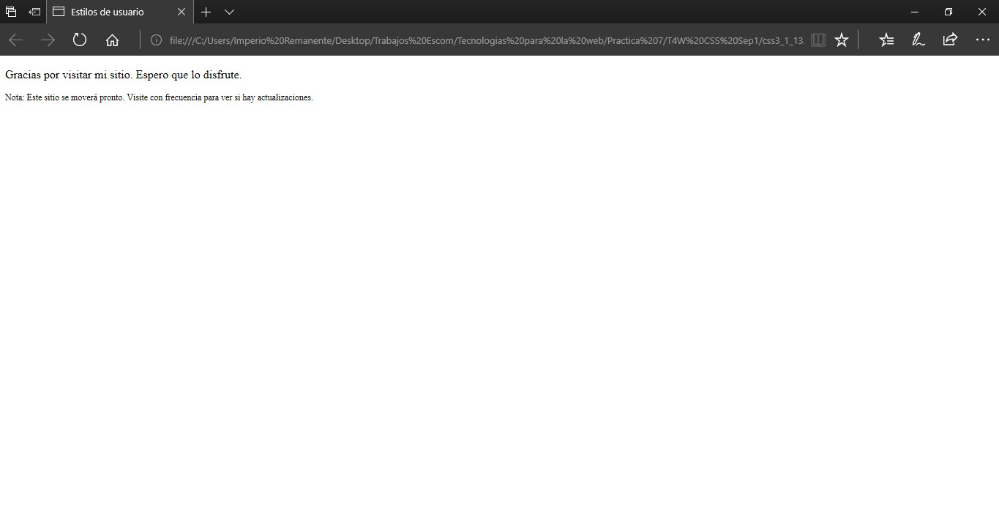 Estilos de usuario
file:///C:/Users/Imperio%20Remanente/Desktop/Trabajos%20Escom/Tecnologias%20para%20la%20web/Practica%207/T4W%20CSS%20Sep1/css3_1_13.
Gracias por visitar mi sitio. Espero que lo disfrute.
Nota: Este sitio se moverá pronto. Visite con frecuencia para ver si hay actualizaciones.